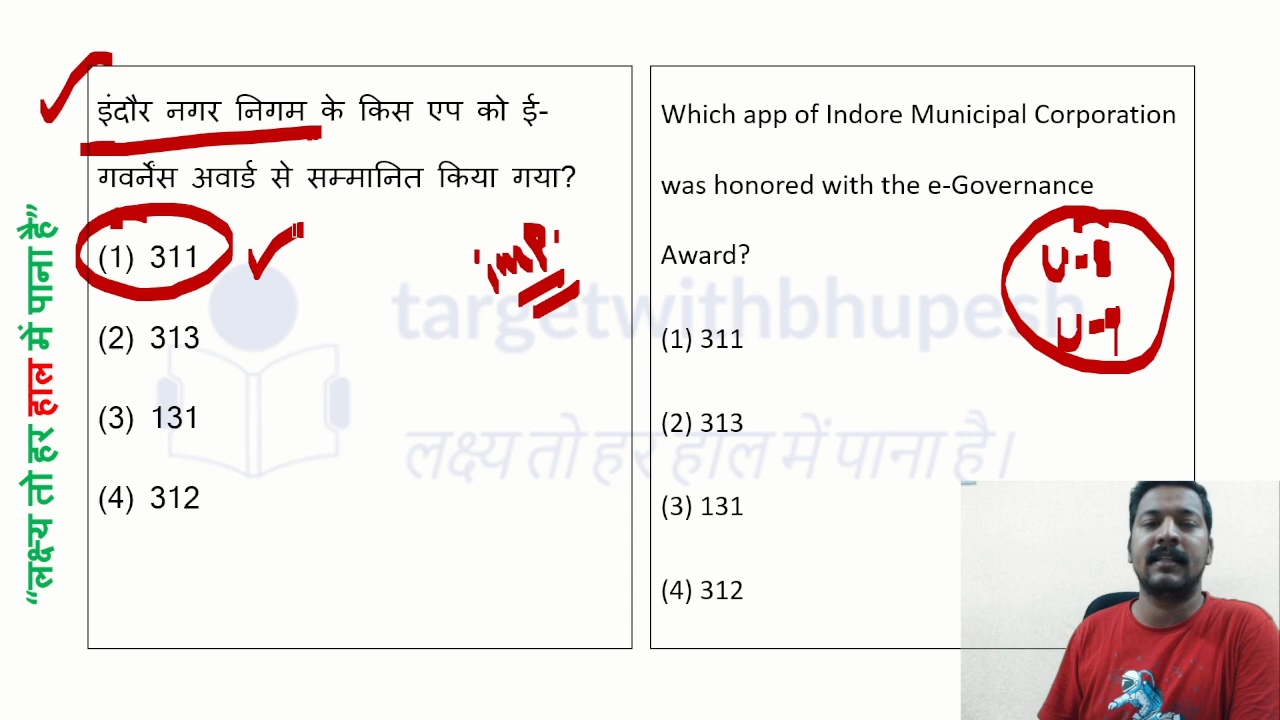 इंदौर नगर निगम के किस एप को ई-
गवर्नेंस अवार्ड से सम्मानित किया गया?
(1) 311
(2) 313
(3) 131
(4) 312
Which app of Indore Municipal Corporation
was honored with the e-Governance
Award?
(1) 311
(2) 313
(3) 131
(4) 312
"लक्ष्य तो हर हाल में पाना है"
targetwithbhupesh
लक्ष्य तो हर हाल में पाना है।